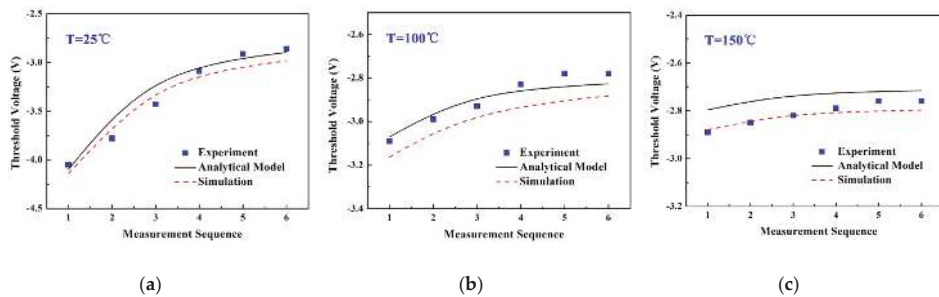 T=25℃
Threshold Voltage (V)
-2.5
-3.0
-3.5
-4.0
-4.5
Experiment
Analytical Model
Simulation
1 2 3 4 5 6
Measurement Sequence
(a)
T=100℃
Threshold Voltage (V)
-2.6
-2.8
-3.0
-3.2
-3.4
Experiment
Analytical Model
Simulation
1 2 3 4 5 6
Measurement Sequence
(b)
T=150℃
Threshold Voltage (V)
-2.4
-2.6
-2.8
-3.0
-3.2
Experiment
Analytical Model
Simulation
1 2 3 4 5 6
Measurement Sequence
(c)